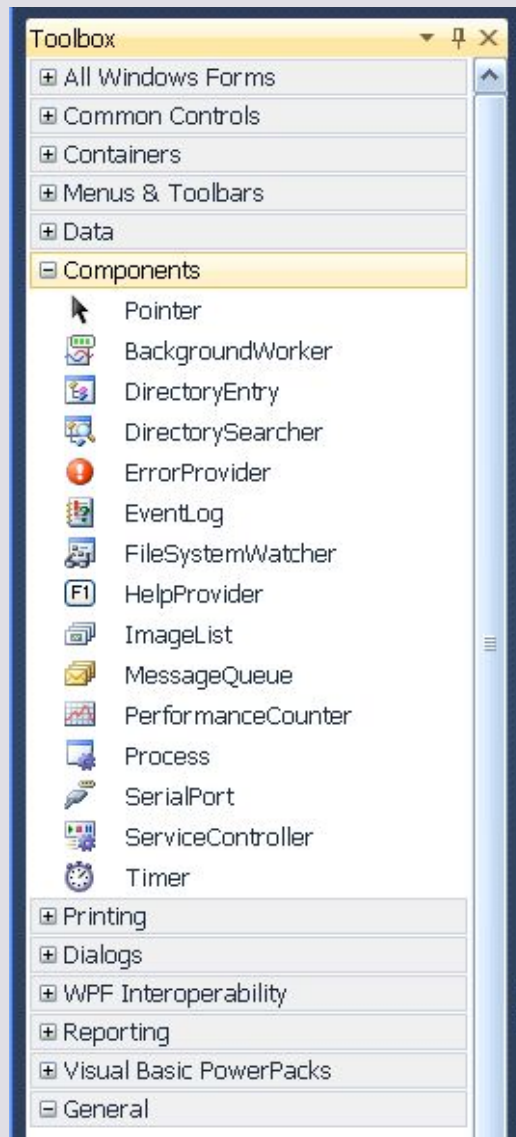 Toolbox
All Windows Forms
Common Controls
Containers
Menus & Toolbars
Data
Components
Pointer
BackgroundWorker
DirectoryEntry
DirectorySearcher
ErrorProvider
EventLog
FileSystemWatcher
F1 HelpProvider
ImageList
MessageQueue
PerformanceCounter
Process
SerialPort
ServiceController
Timer
Printing
Dialogs
WPF Interoperability
Reporting
Visual Basic PowerPacks
General